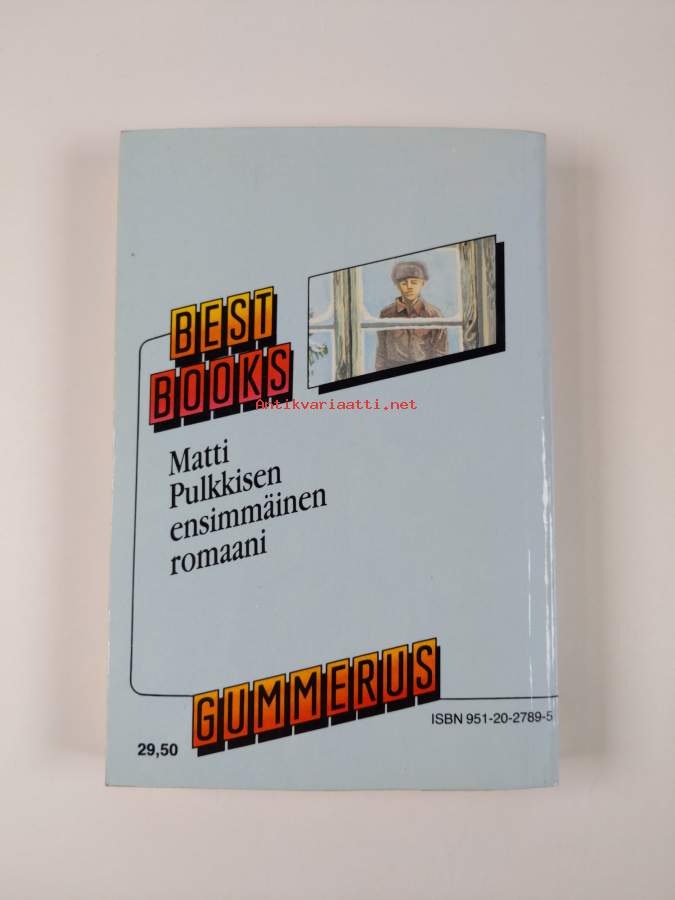 BEST
BOOKS
Antikvariaatti.net
Matti
Pulkkisen
ensimmäinen
romaani
GUMMERUS
ISBN 951-20-2789-5
29,50